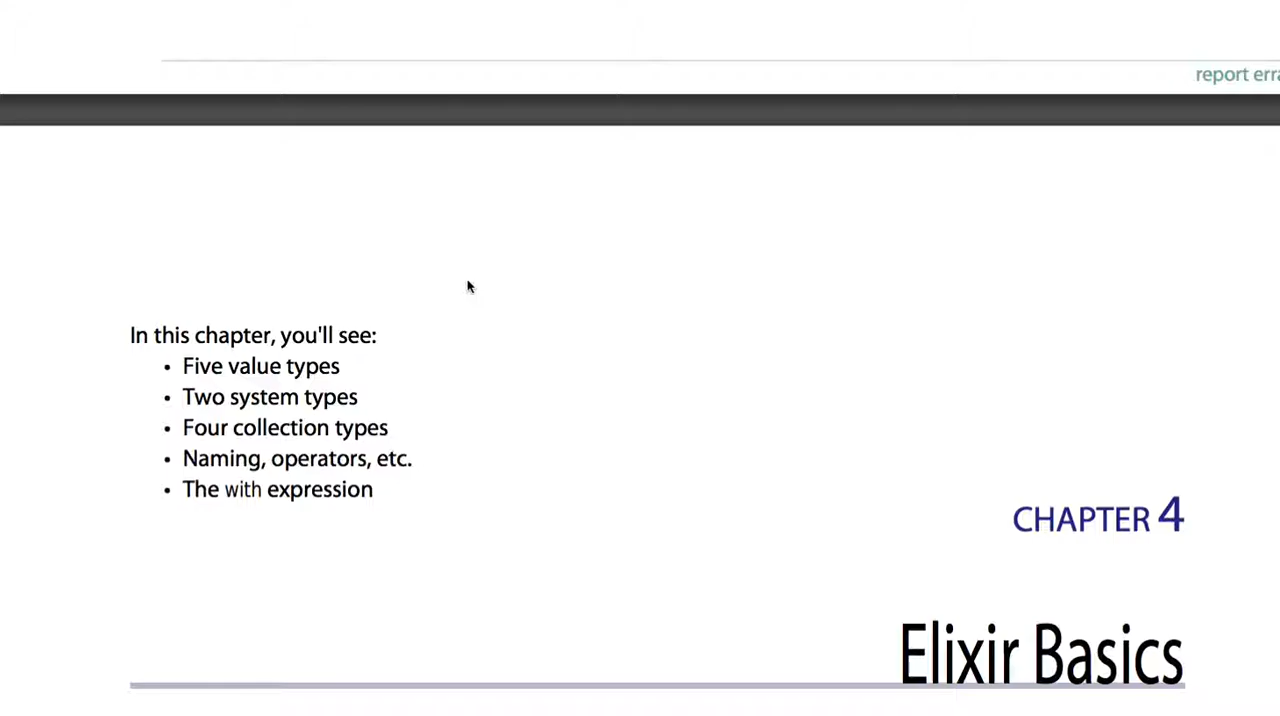 report erra
In this chapter, you'll see:
• Five value types
• Two system types
• Four collection types
• Naming, operators, etc.
• The with expression
CHAPTER 4
Elixir Basics